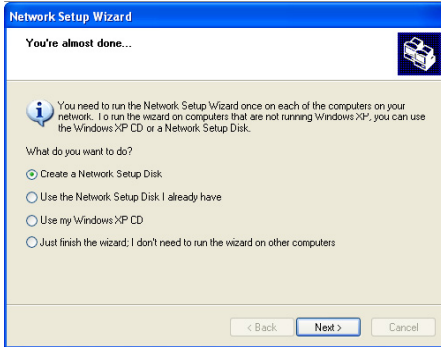 Network Setup Wizard
You're almost done...
You need to run the Network Setup Wizard once on each of the computers on your
network. To run the wizard on computers that are not running Windows XP, you can use
the Windows XP CD or a Network Setup Disk.
What do you want to do?
Create a Network Setup Disk
Use the Network Setup Disk I already have
Use my Windows XP CD
Just finish the wizard; I don't need to run the wizard on other computers
< Back
Next >
Cancel